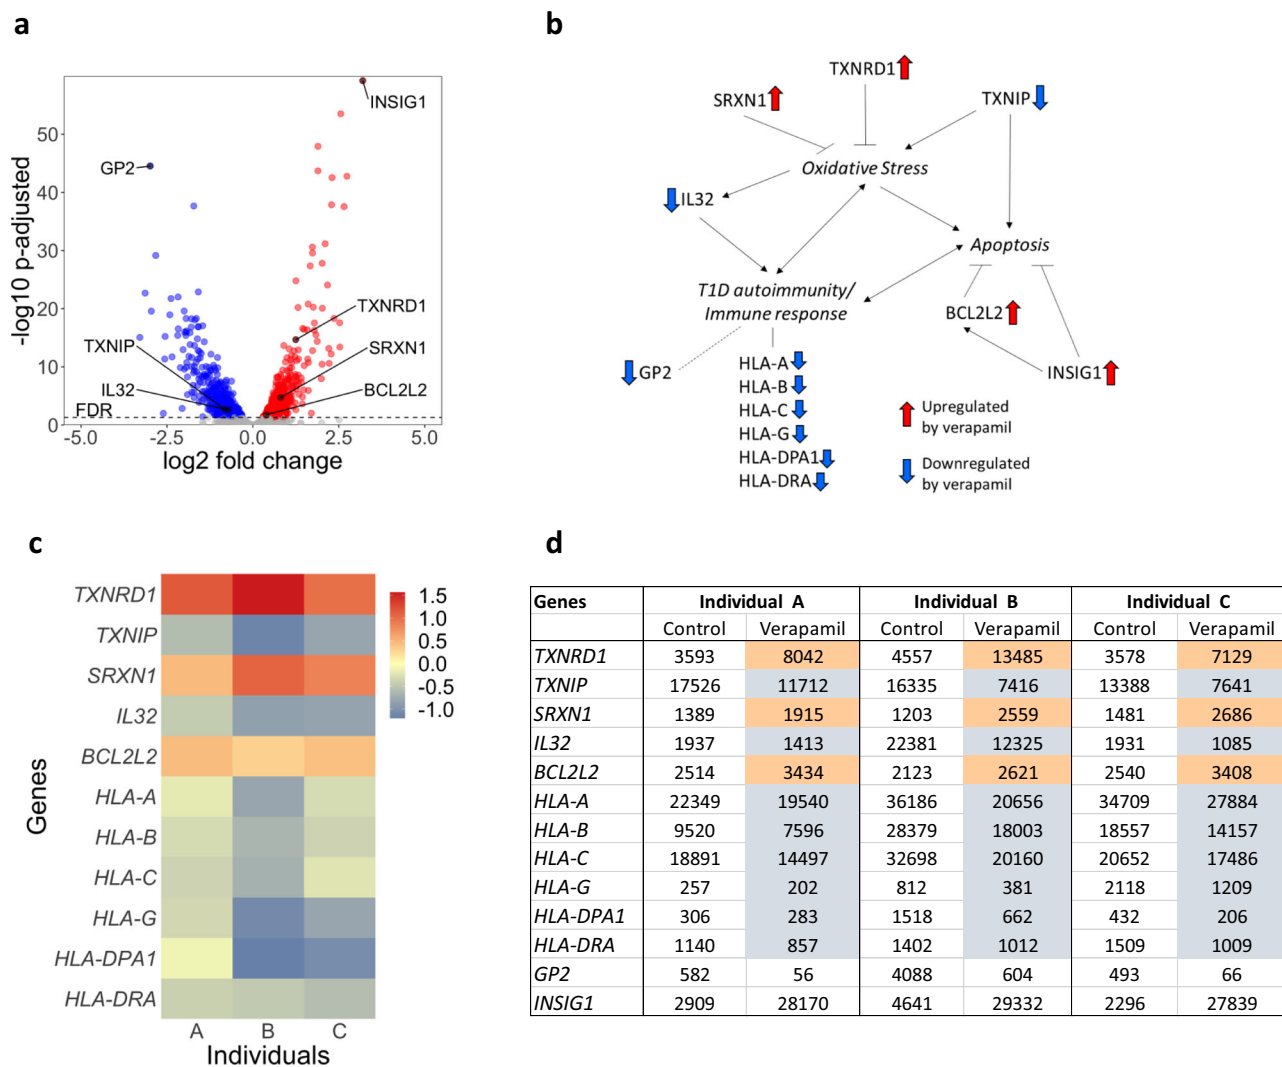 a
-log10 p-adjusted
50
40
30
20
10
0
-5.0
-2.5
0.0
2.5
5.0
log2 fold change
INSIG1
GP2
TXNRD1
TXNIP
SRXN1
IL32
BCL2L2
FDR
b
TXNRD1
SRXN1
TXNIP
Oxidative Stress
IL32
Apoptosis
T1D autoimmunity/
Immune response
BCL2L2
GP2
HLA-A
HLA-B
HLA-C
HLA-G
HLA-DPA1
HLA-DRA
INSIG1
Upregulated
by verapamil
Downregulated
by verapamil
c
Genes
TXNRD1
TXNIP
SRXN1
IL32
BCL2L2
HLA-A
HLA-B
HLA-C
HLA-G
HLA-DPA1
HLA-DRA
A B C
Individuals
1.5
1.0
0.5
0.0
-0.5
-1.0
d
Genes Individual A Individual B Individual C
Control Verapamil Control Verapamil Control Verapamil
TXNRD1 3593 8042 4557 13485 3578 7129
TXNIP 17526 11712 16335 7416 13388 7641
SRXN1 1389 1915 1203 2559 1481 2686
IL32 1937 1413 22381 12325 1931 1085
BCL2L2 2514 3434 2123 2621 2540 3408
HLA-A 22349 19540 36186 20656 34709 27884
HLA-B 9520 7596 28379 18003 18557 14157
HLA-C 18891 14497 32698 20160 20652 17486
HLA-G 257 202 812 381 2118 1209
HLA-DPA1 306 283 1518 662 432 206
HLA-DRA 1140 857 1402 1012 1509 1009
GP2 582 56 4088 604 493 66
INSIG1 2909 28170 4641 29332 2296 27839